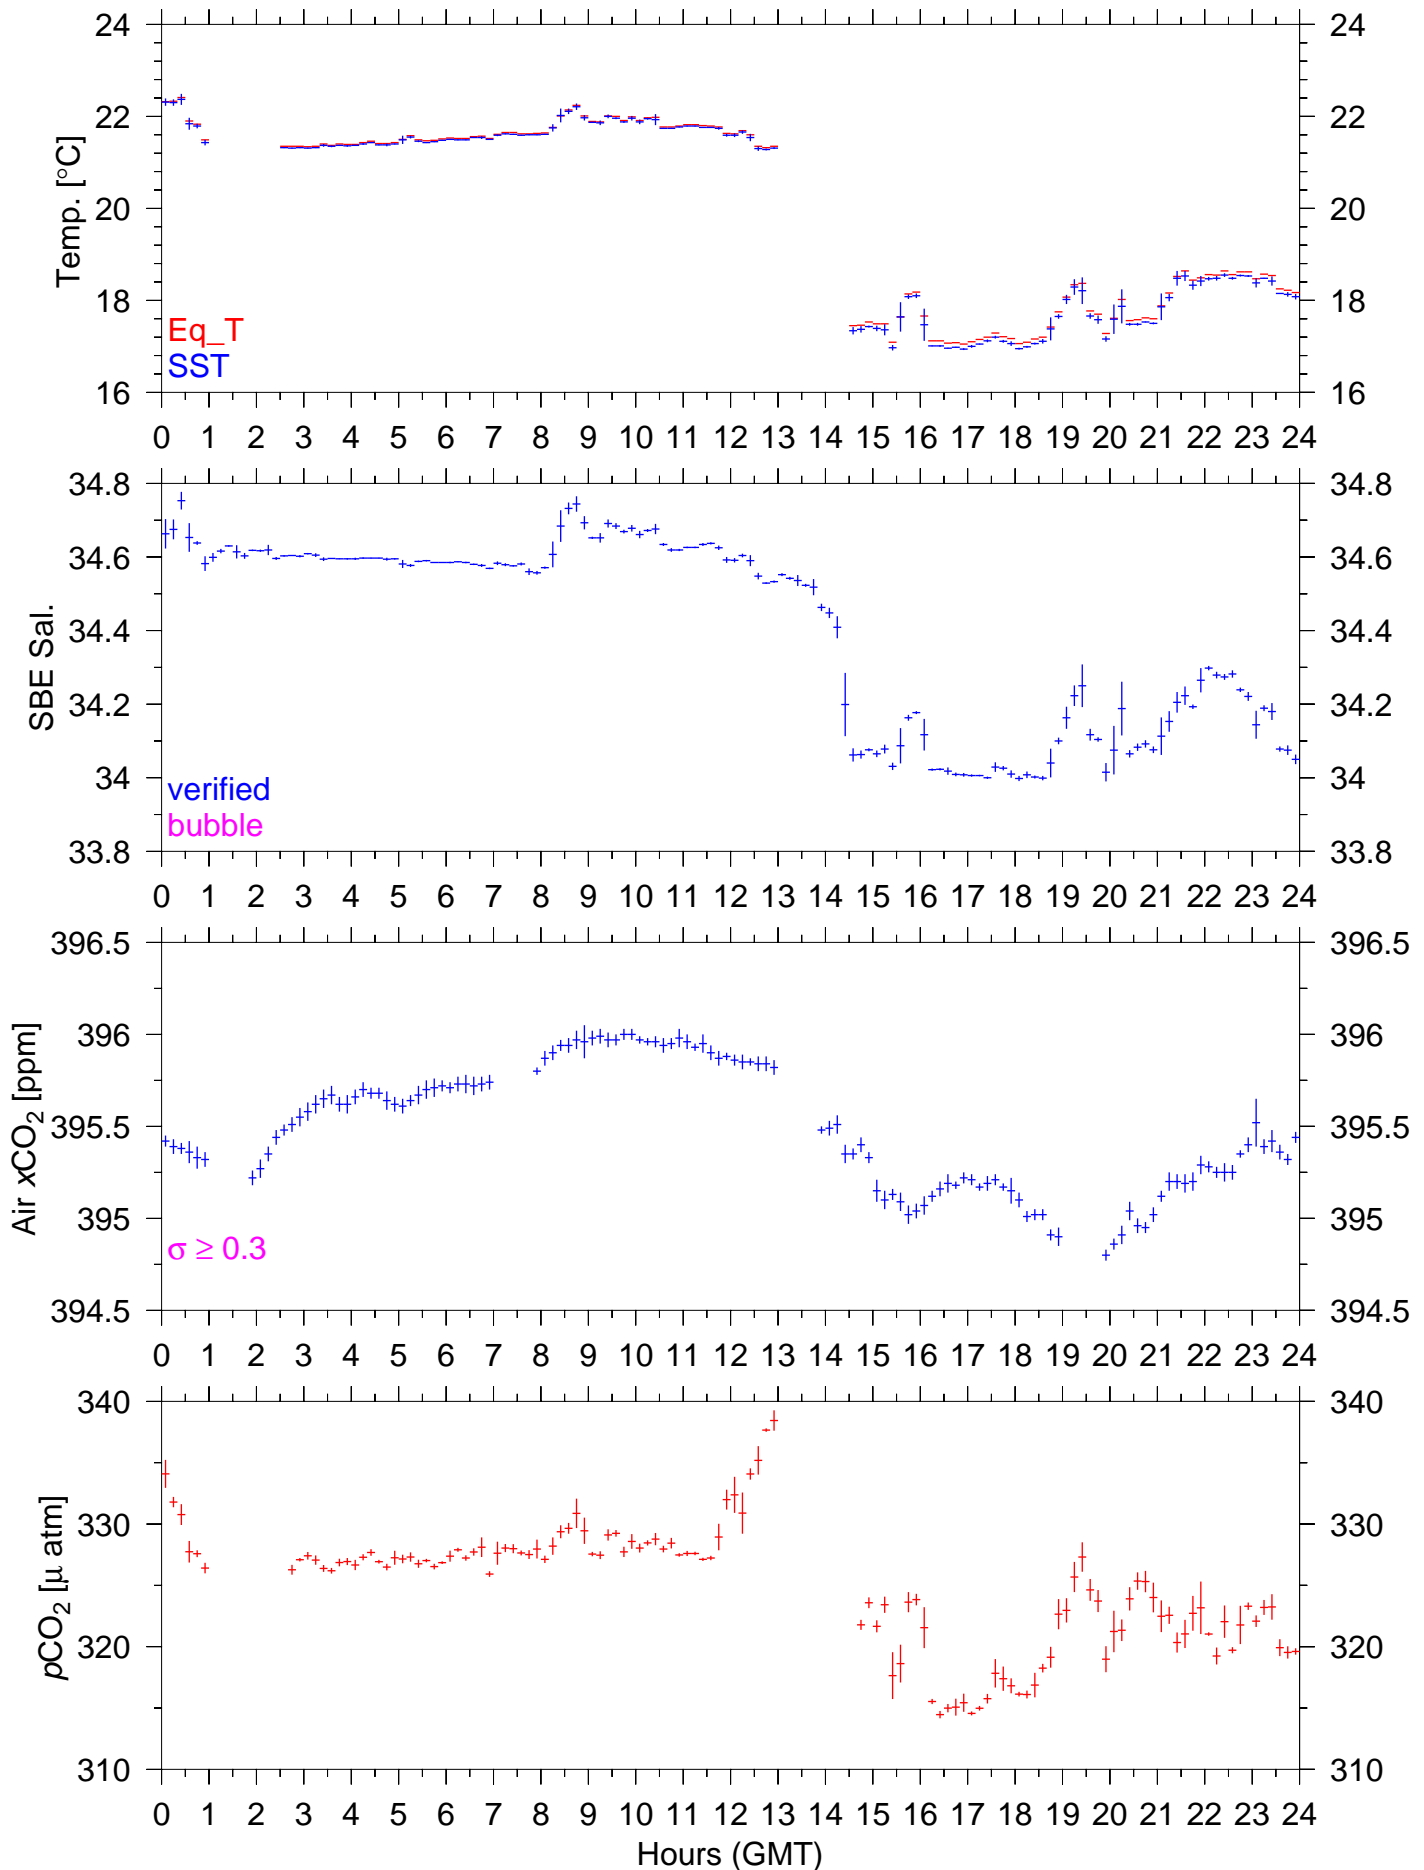 24 24
22 22
20 20
18 18
16 16
Temp. [°C]
Eq_T
SST
0 1 2 3 4 5 6 7 8 9 10 11 12 13 14 15 16 17 18 19 20 21 22 23 24
34.8 34.8
34.6 34.6
34.4 34.4
34.2 34.2
34 34
33.8 33.8
SBE Sal.
verified
bubble
0 1 2 3 4 5 6 7 8 9 10 11 12 13 14 15 16 17 18 19 20 21 22 23 24
396.5 396.5
396 396
395.5 395.5
395 395
394.5 394.5
Air xCO₂ [ppm]
σ ≥ 0.3
0 1 2 3 4 5 6 7 8 9 10 11 12 13 14 15 16 17 18 19 20 21 22 23 24
340 340
330 330
320 320
310 310
pCO₂ [μ atm]
0 1 2 3 4 5 6 7 8 9 10 11 12 13 14 15 16 17 18 19 20 21 22 23 24
Hours (GMT)